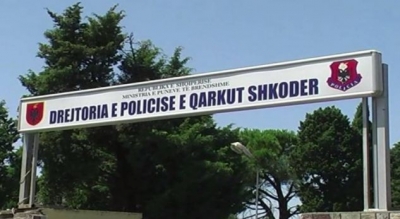 REPUBLIKA E SHQIPERISE
MINISTRIA E PUNEVE TE BRENDSHME
DREJTORIA E POLICISE E QARKUT SHKODER